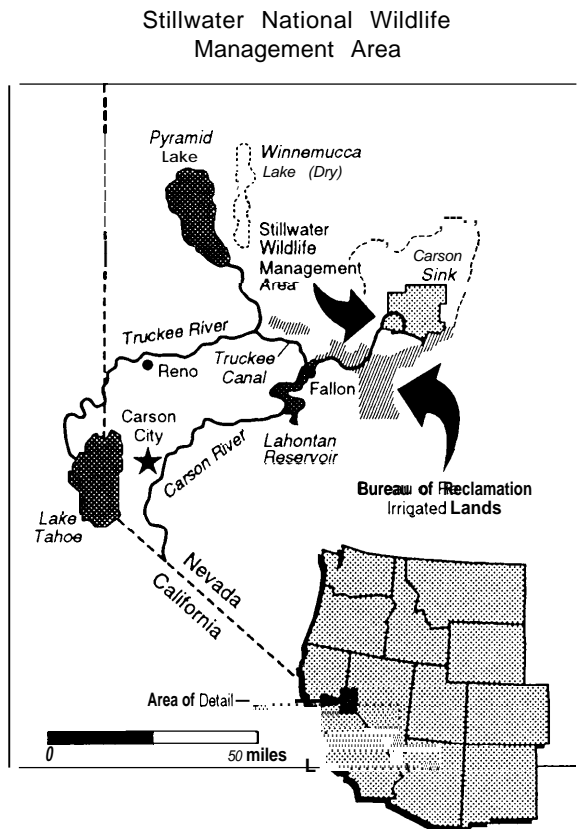 Stillwater National Wildlife
Management Area
Pyramid
Lake
Winnemucca
Lake (Dry)
Stillwater
Wildlife
Management
Area
Carson
Sink
Truckee River
Truckee
Canal
Reno
Fallon
Carson
City
Carson River
Lahontan
Reservoir
Lake
Tahoe
Bureau of Reclamation
Irrigated Lands
Nevada
California
Area of Detail
0
50 miles